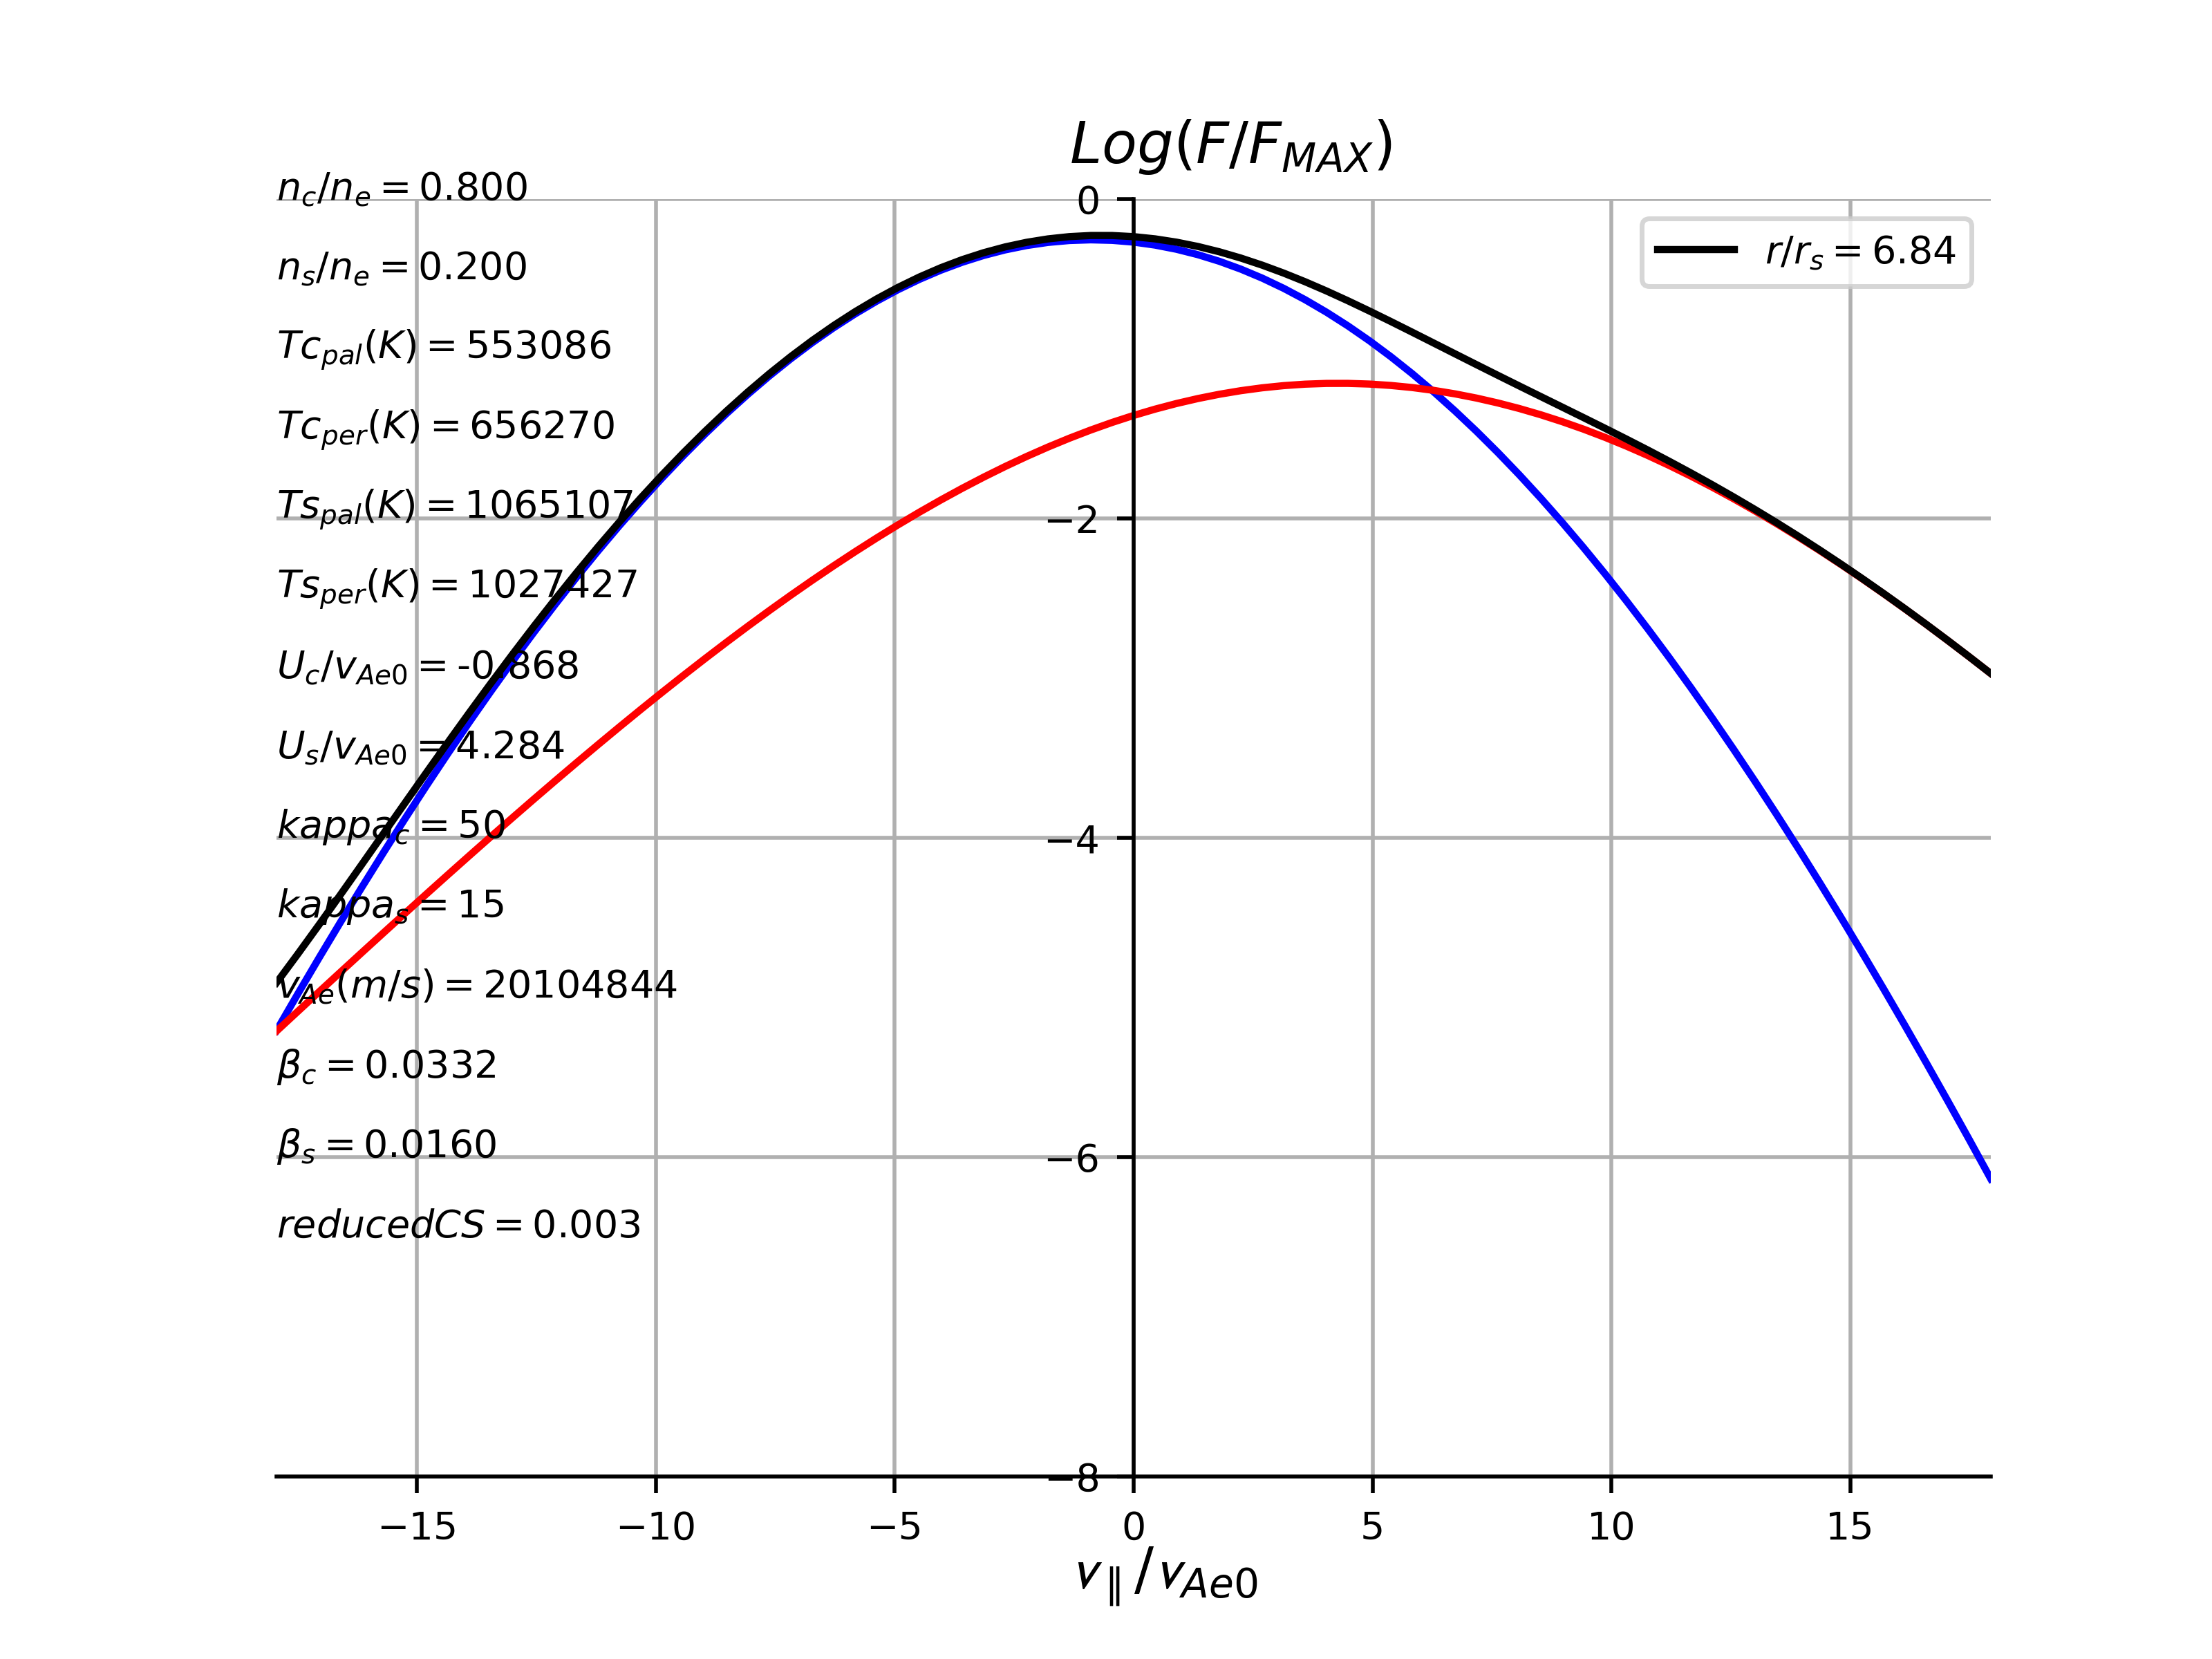 Log(F/F_MAX)
n_c/n_e = 0.800
0
r/r_s = 6.84
n_s/n_e = 0.200
Tc_pal(K) = 553086
Tc_per(K) = 656270
Ts_pal(K) = 1065107
−2
Ts_per(K) = 1027427
U_c/v_Ae0 = -0.868
U_s/v_Ae0 = 4.284
kappa_c = 50
−4
kappa_s = 15
v_Ae(m/s) = 20104844
β_c = 0.0332
β_s = 0.0160
−6
reducedCS = 0.003
−8
−15 −10 −5 0 5 10 15
v_∥/v_Ae0